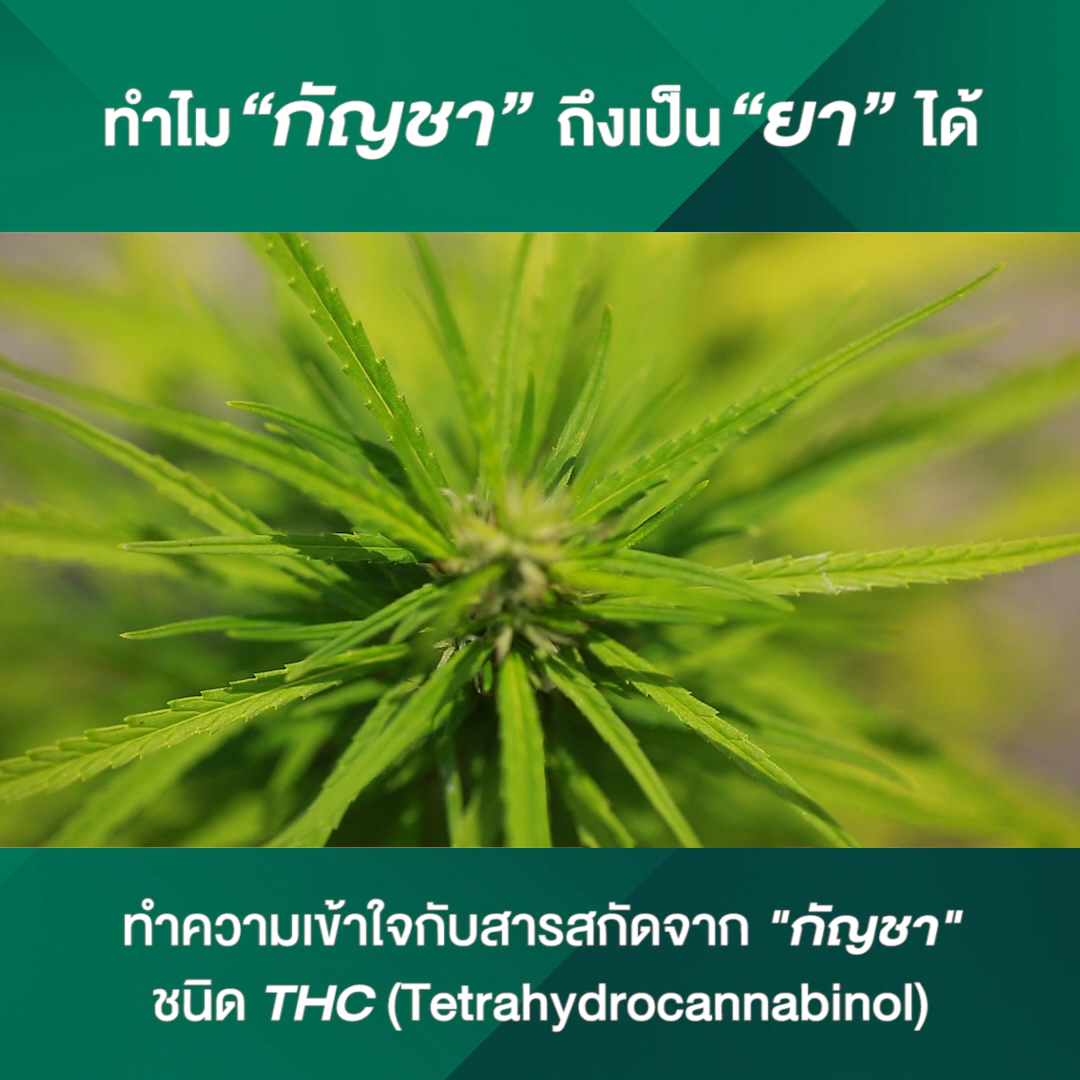 ทำไม “กัญชา” ถึงเป็น “ยา” ได้
ทำความเข้าใจกับสารสกัดจาก "กัญชา"
ชนิด THC (Tetrahydrocannabinol)